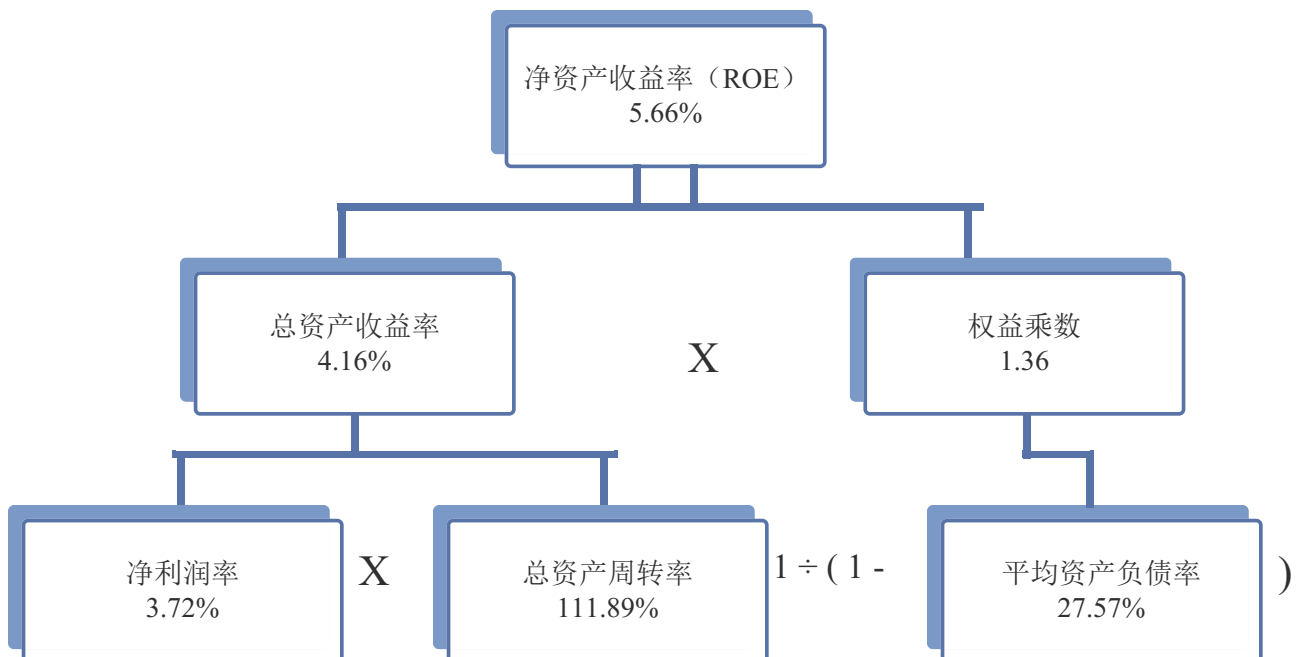 净资产收益率（ROE）
5.66%
总资产收益率
4.16%
X
权益乘数
1.36
净利润率
3.72%
X
总资产周转率
111.89%
1 ÷ ( 1 -
平均资产负债率
27.57%
)